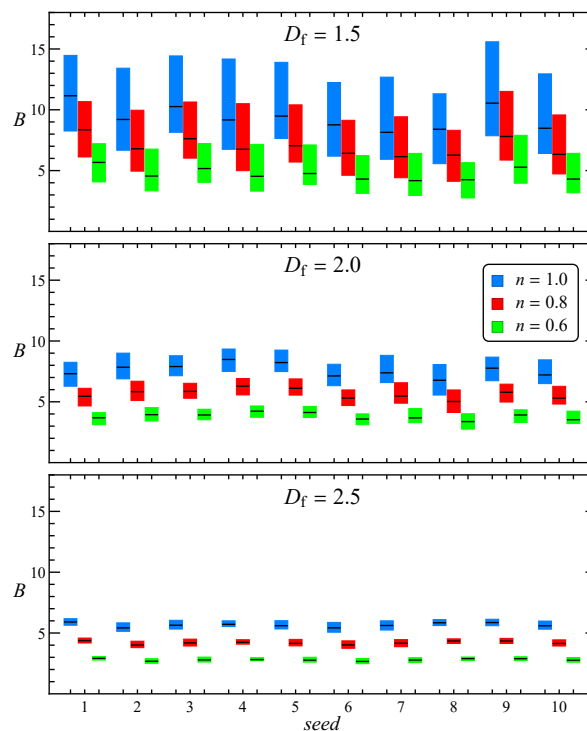 D_f = 1.5
15
10
B
5
D_f = 2.0
15
n = 1.0
n = 0.8
10
n = 0.6
B
5
D_f = 2.5
15
10
B
5
1 2 3 4 5 6 7 8 9 10
seed